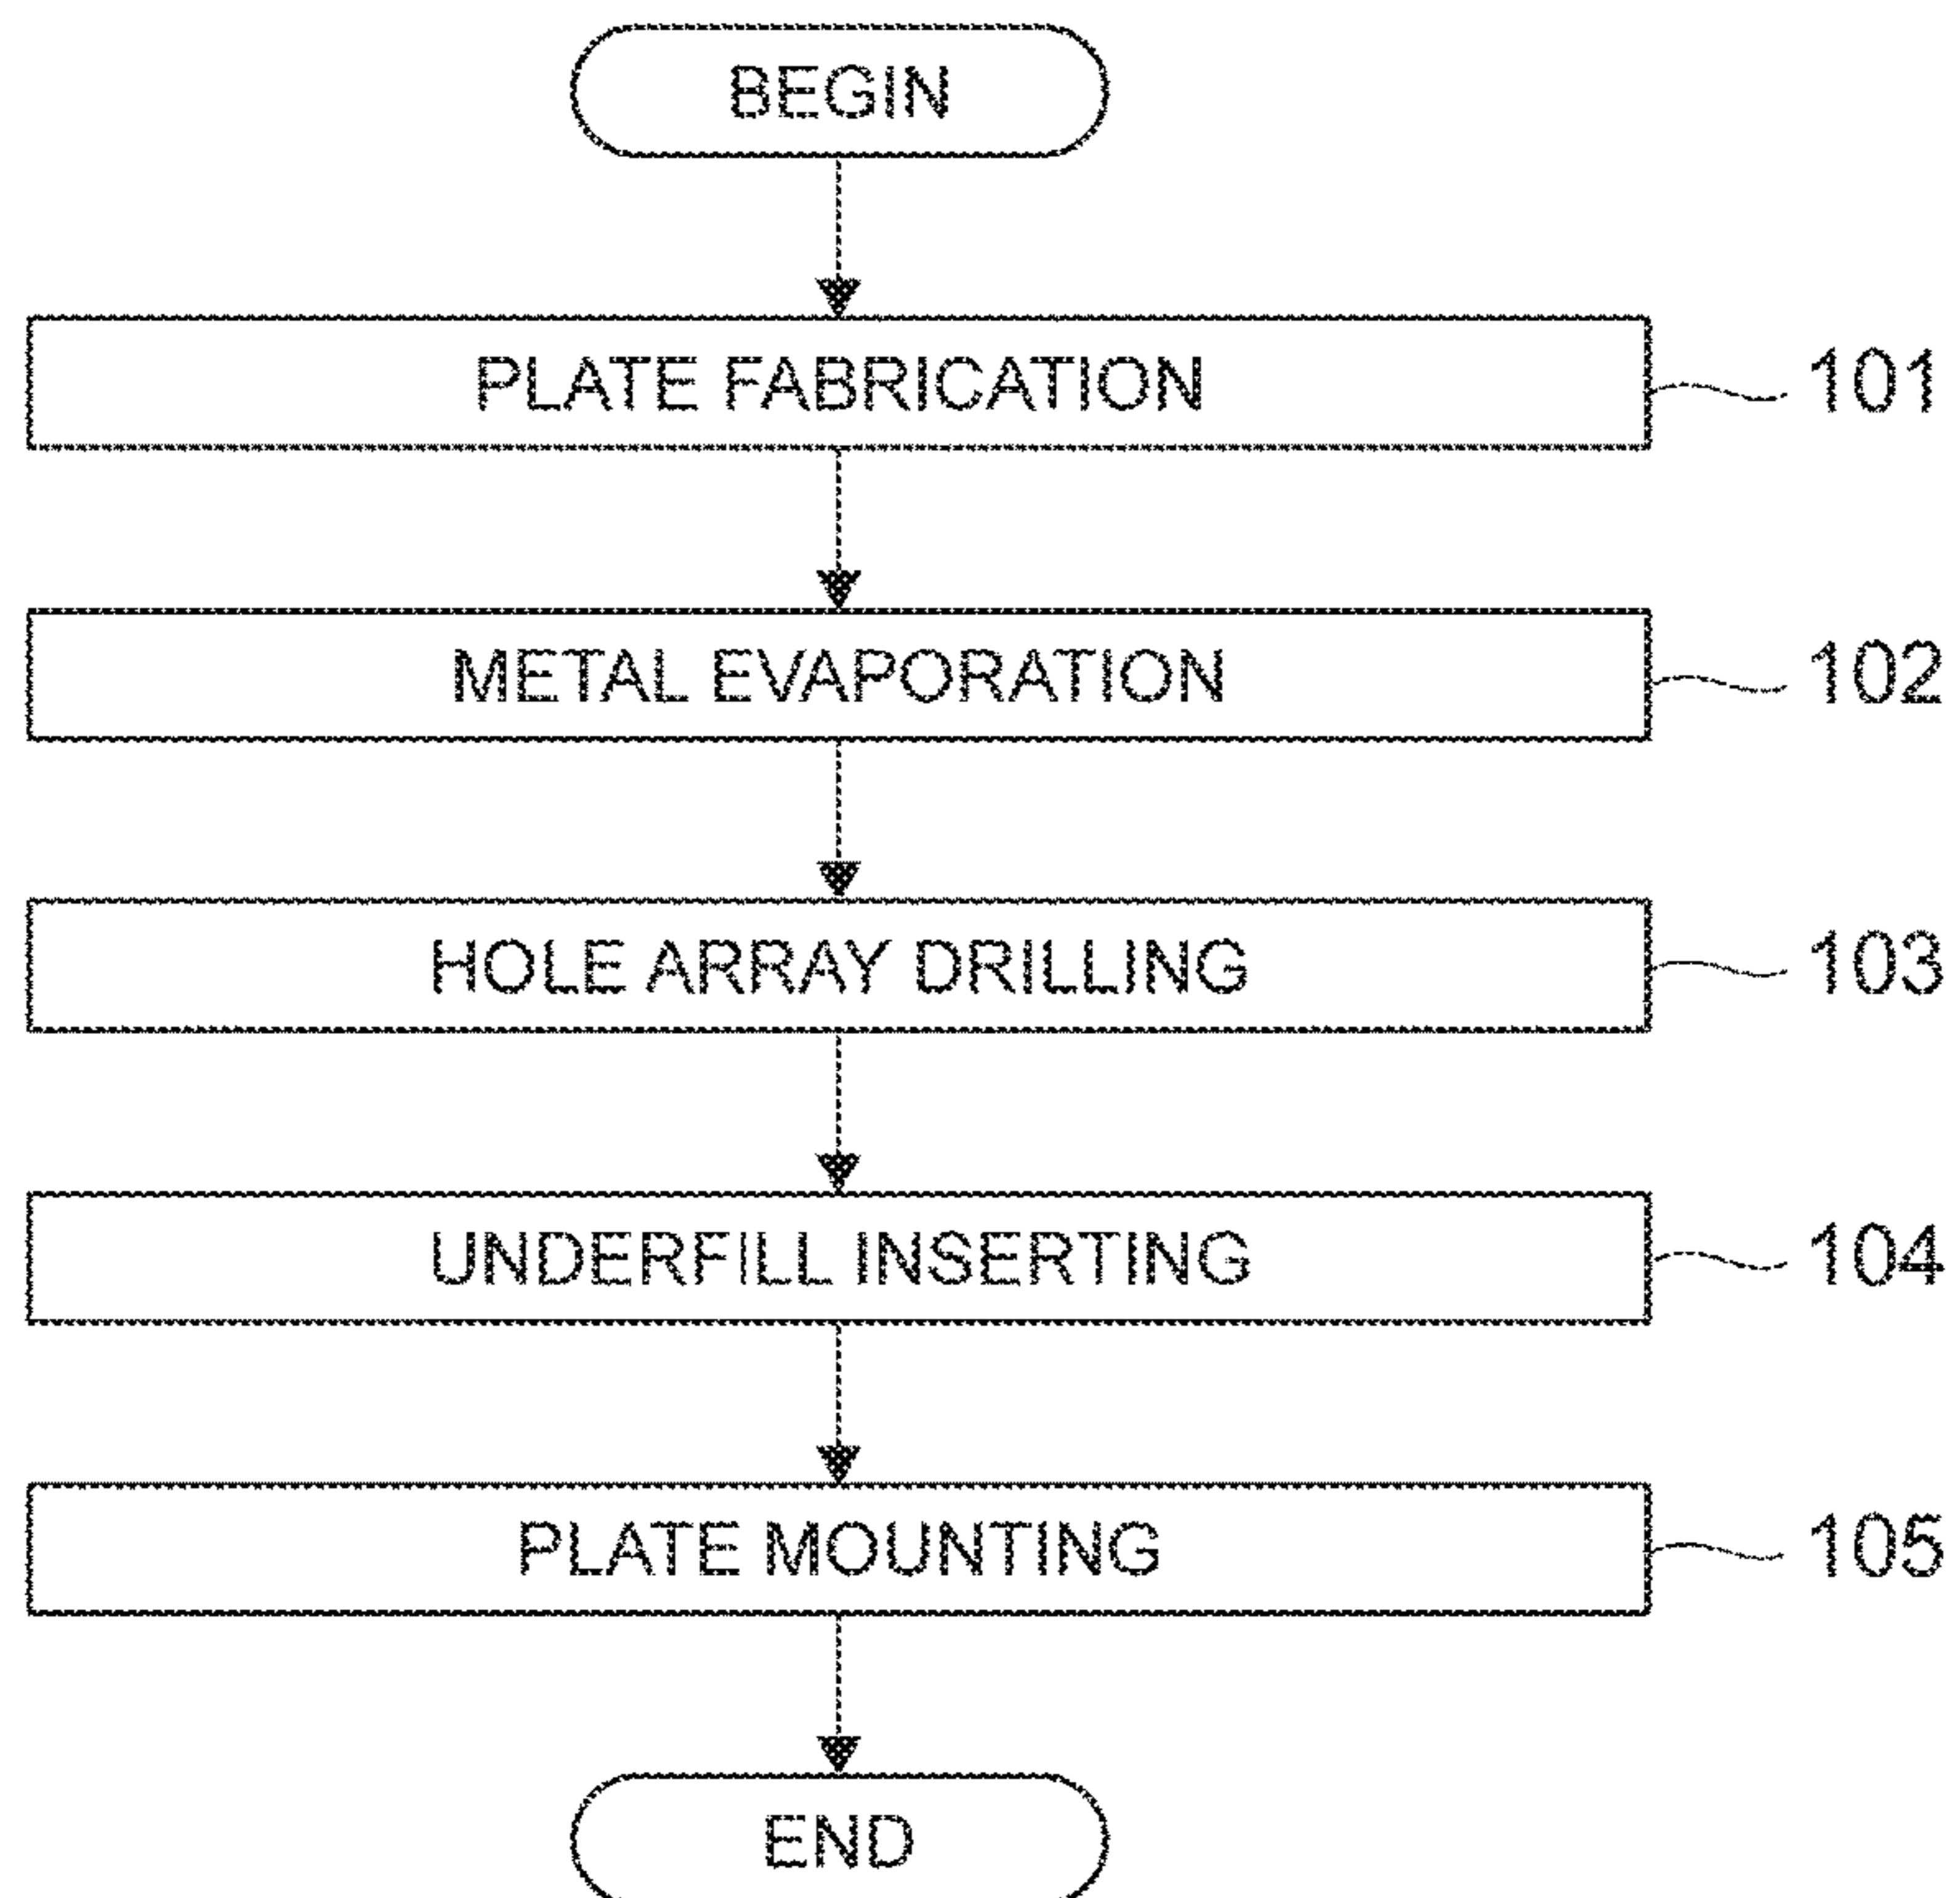 BEGIN
PLATE FABRICATION 101
METAL EVAPORATION 102
HOLE ARRAY DRILLING 103
UNDERFILL INSERTING 104
PLATE MOUNTING 105
END